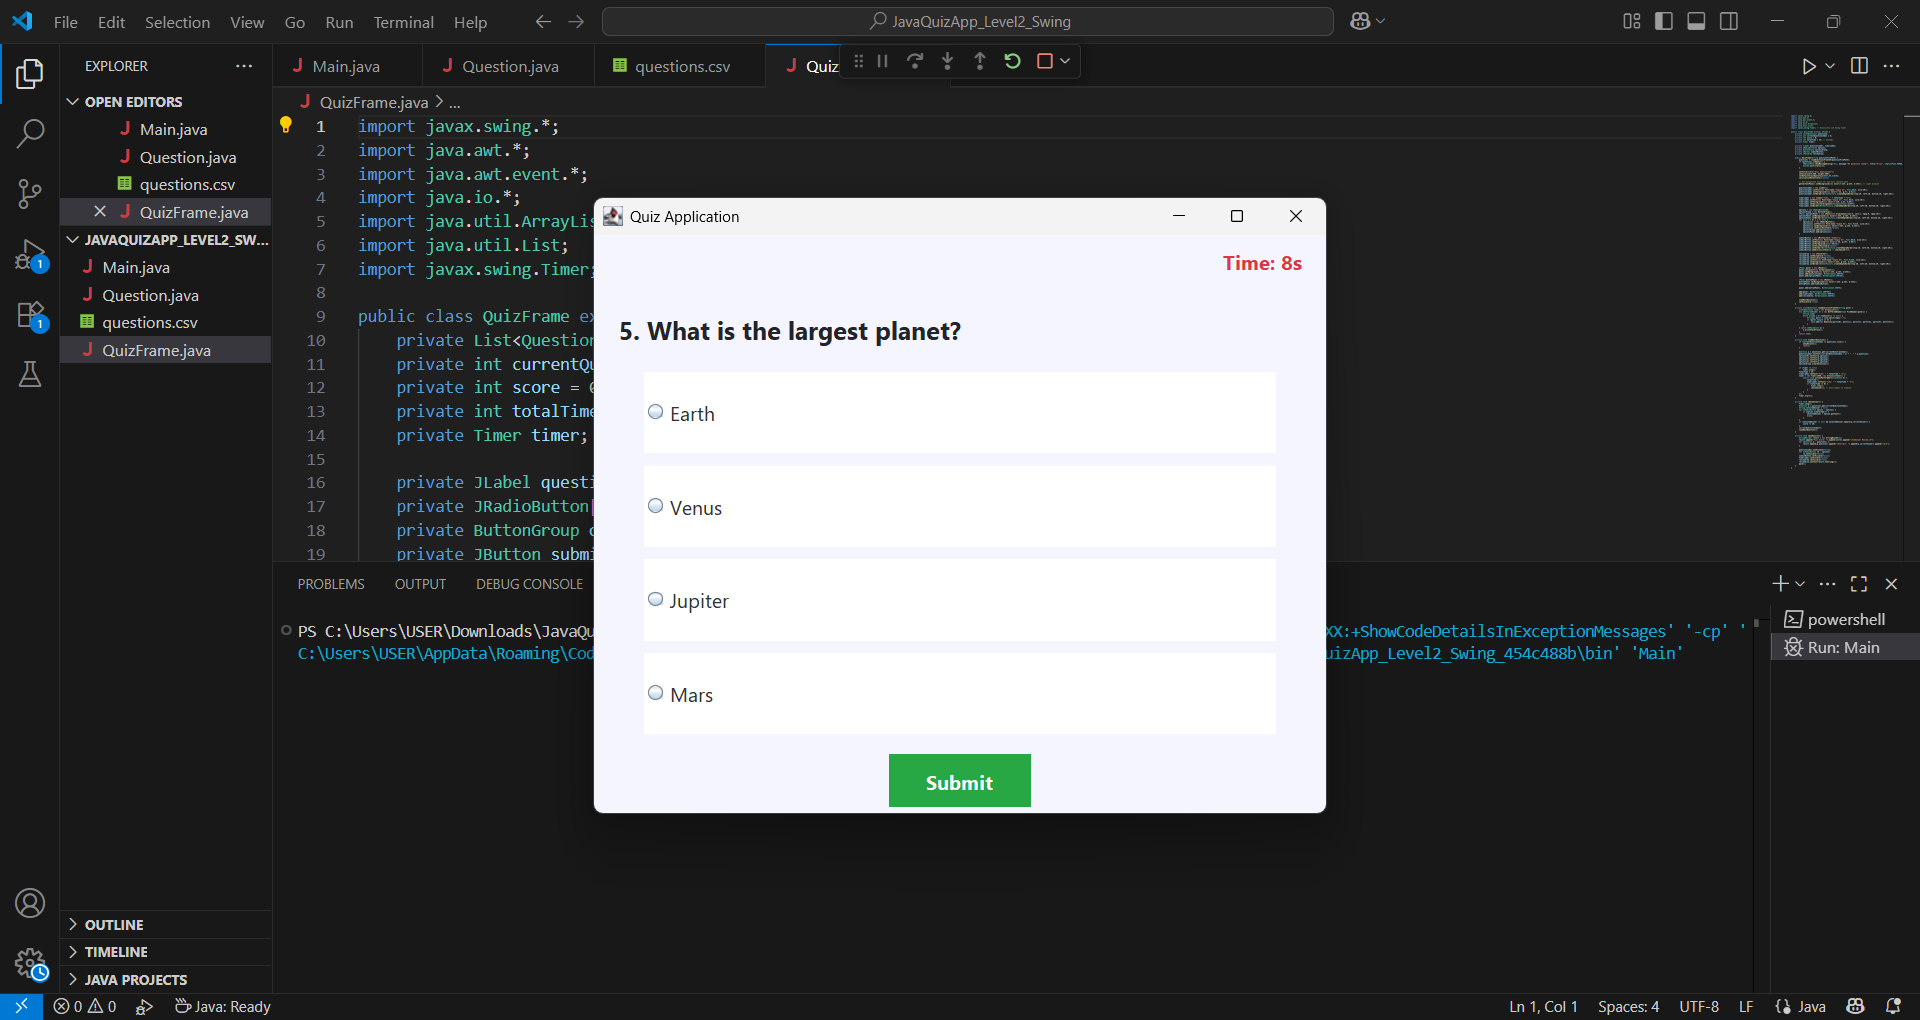 File Edit Selection View Go Run Terminal Help
JavaQuizApp_Level2_Swing
EXPLORER
OPEN EDITORS
Main.java
Question.java
questions.csv
QuizFrame.java
JAVAQUIZAPP_LEVEL2_SW...
Main.java
Question.java
questions.csv
QuizFrame.java
OUTLINE
TIMELINE
JAVA PROJECTS
Main.java Question.java questions.csv Quiz
QuizFrame.java > ...
1 import javax.swing.*;
2 import java.awt.*;
3 import java.awt.event.*;
4 import java.io.*;
5 import java.util.ArrayLis
6 import java.util.List;
7 import javax.swing.Timer;
8
9 public class QuizFrame ex
10 private List<Question
11 private int currentQu
12 private int score = 0
13 private int totalTime
14 private Timer timer;
15
16 private JLabel questi
17 private JRadioButton[
18 private ButtonGroup o
19 private JButton submi
Quiz Application
Time: 8s
5. What is the largest planet?
Earth
Venus
Jupiter
Mars
Submit
PROBLEMS OUTPUT DEBUG CONSOLE
PS C:\Users\USER\Downloads\JavaQu XX:+ShowCodeDetailsInExceptionMessages' '-cp' '
C:\Users\USER\AppData\Roaming\Cod uizApp_Level2_Swing_454c488b\bin' 'Main'
powershell
Run: Main
1
1
0 0 Java: Ready
Ln 1, Col 1 Spaces: 4 UTF-8 LF {} Java